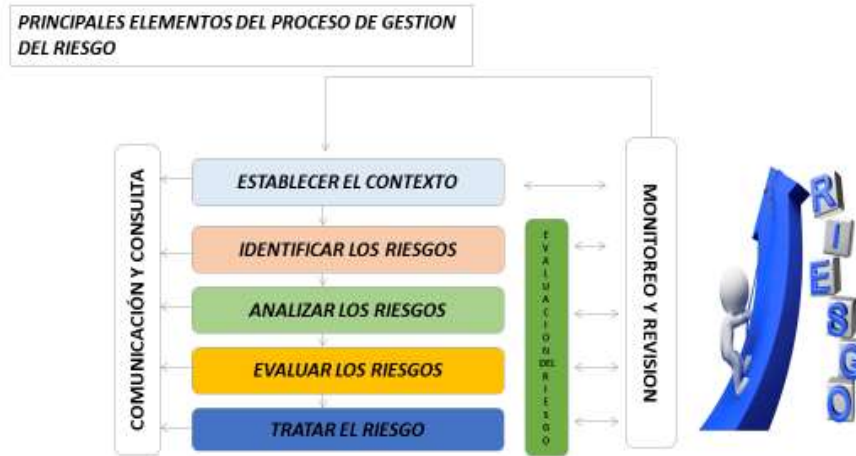 PRINCIPALES ELEMENTOS DEL PROCESO DE GESTION
DEL RIESGO
COMUNICACIÓN Y CONSULTA
ESTABLECER EL CONTEXTO
IDENTIFICAR LOS RIESGOS
ANALIZAR LOS RIESGOS
EVALUAR LOS RIESGOS
TRATAR EL RIESGO
EVALUACION DEL RIESGO
MONITOREO Y REVISION
RIESGO